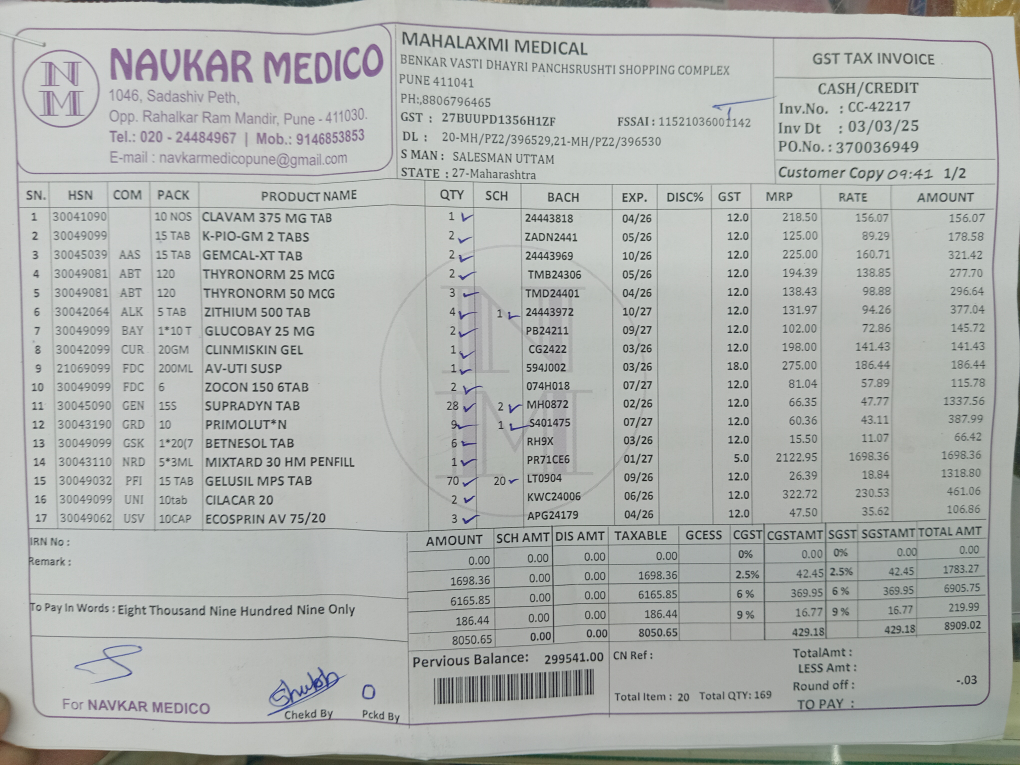 NM
NAVKAR MEDICO
1046, Sadashiv Peth,
Opp. Rahalkar Ram Mandir, Pune - 411030.
Tel.: 020 - 24484967 | Mob.: 9146853853
E-mail : navkarmedicopune@gmail.com
MAHALAXMI MEDICAL
BENKAR VASTI DHAYRI PANCHSRUSHTI SHOPPING COMPLEX
PUNE 411041
PH:,8806796465
GST : 27BUUPD1356H1ZF FSSAI : 11521036001142
DL : 20-MH/PZ2/396529,21-MH/PZ2/396530
S MAN : SALESMAN UTTAM
STATE : 27-Maharashtra
GST TAX INVOICE
CASH/CREDIT
Inv.No. : CC-42217
Inv Dt : 03/03/25
PO.No. : 370036949
Customer Copy 09:41 1/2
SN. HSN COM PACK PRODUCT NAME QTY SCH BACH EXP. DISC% GST MRP RATE AMOUNT
1 30041090 10 NOS CLAVAM 375 MG TAB 1 24443818 04/26 12.0 218.50 156.07 156.07
2 30049099 15 TAB K-PIO-GM 2 TABS 2 ZADN2441 05/26 12.0 125.00 89.29 178.58
3 30045039 AAS 15 TAB GEMCAL-XT TAB 2 24443969 10/26 12.0 225.00 160.71 321.42
4 30049081 ABT 120 THYRONORM 25 MCG 2 TMB24306 05/26 12.0 194.39 138.85 277.70
5 30049081 ABT 120 THYRONORM 50 MCG 3 TMD24401 04/26 12.0 138.43 98.88 296.64
6 30042064 ALK 5 TAB ZITHIUM 500 TAB 4 1 24443972 10/27 12.0 131.97 94.26 377.04
7 30049099 BAY 1*10 T GLUCOBAY 25 MG 2 PB24211 09/27 12.0 102.00 72.86 145.72
8 30042099 CUR 20GM CLINMISKIN GEL 1 CG2422 03/26 12.0 198.00 141.43 141.43
9 21069099 FDC 200ML AV-UTI SUSP 1 594J002 03/26 18.0 275.00 186.44 186.44
10 30049099 FDC 6 ZOCON 150 6TAB 2 074H018 07/27 12.0 81.04 57.89 115.78
11 30045090 GEN 15S SUPRADYN TAB 28 2 MH0872 02/26 12.0 66.35 47.77 1337.56
12 30043190 GRD 10 PRIMOLUT*N 9 1 S401475 07/27 12.0 60.36 43.11 387.99
13 30049099 GSK 1*20(7 BETNESOL TAB 6 RH9X 03/26 12.0 15.50 11.07 66.42
14 30043110 NRD 5*3ML MIXTARD 30 HM PENFILL 1 PR71CE6 01/27 5.0 2122.95 1698.36 1698.36
15 30049032 PFI 15 TAB GELUSIL MPS TAB 70 20 LT0904 09/26 12.0 26.39 18.84 1318.80
16 30049099 UNI 10tab CILACAR 20 2 KWC24006 06/26 12.0 322.72 230.53 461.06
17 30049062 USV 10CAP ECOSPRIN AV 75/20 3 APG24179 04/26 12.0 47.50 35.62 106.86
IRN No :
Remark :
To Pay In Words : Eight Thousand Nine Hundred Nine Only
AMOUNT SCH AMT DIS AMT TAXABLE GCESS CGST CGSTAMT SGST SGSTAMT TOTAL AMT
0.00 0.00 0.00 0.00 0% 0.00 0% 0.00 0.00
1698.36 0.00 0.00 1698.36 2.5% 42.45 2.5% 42.45 1783.27
6165.85 0.00 0.00 6165.85 6 % 369.95 6 % 369.95 6905.75
186.44 0.00 0.00 186.44 9 % 16.77 9 % 16.77 219.99
8050.65 0.00 0.00 8050.65 429.18 429.18 8909.02
Pervious Balance: 299541.00
CN Ref :
Total Item : 20 Total QTY: 169
TotalAmt :
LESS Amt :
Round off : -.03
TO PAY :
For NAVKAR MEDICO
Shubh
Chekd By
Pckd By